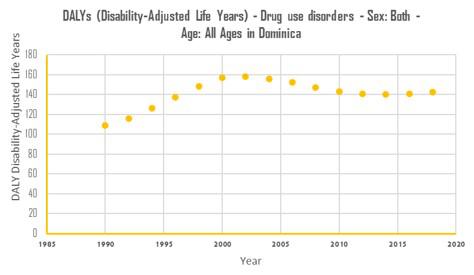 DALYs (Disability-Adjusted Life Years) - Drug use disorders - Sex: Both -
Age: All Ages in Dominica
DALY Disability-Adjusted Life Years
180
160
140
120
100
80
60
40
20
0
1985 1990 1995 2000 2005 2010 2015 2020
Year